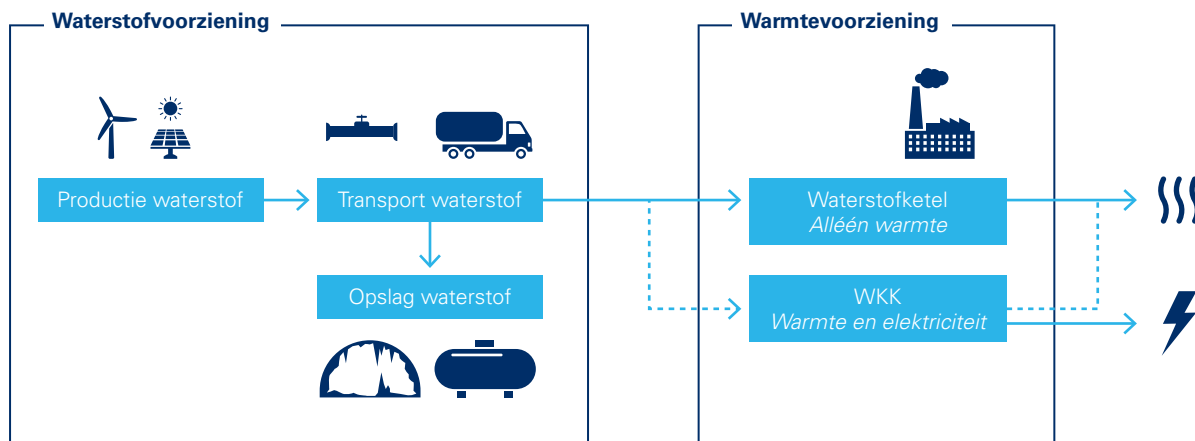 Waterstofvoorziening
Warmtevoorziening
Productie waterstof
Transport waterstof
Waterstofketel
Alléén warmte
Opslag waterstof
WKK
Warmte en elektriciteit